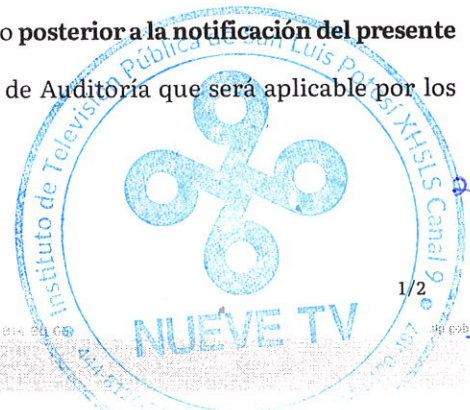 o posterior a la notificación del presente
de Auditoría que será aplicable por los
Instituto de Televisión Pública de San Luis Potosí XHSLS Canal 9
NUEVE TV
1/2